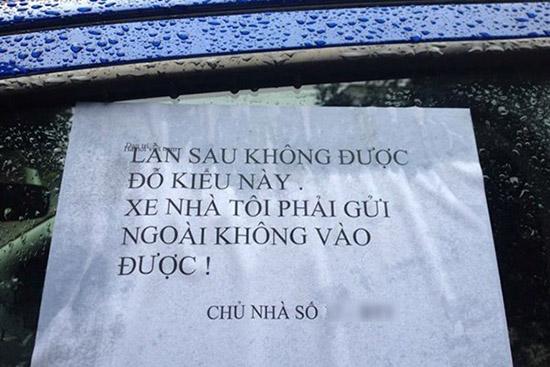 LẦN SAU KHÔNG ĐƯỢC
ĐỖ KIỂU NÀY .
XE NHÀ TÔI PHẢI GỬI
NGOÀI KHÔNG VÀO
ĐƯỢC !
CHỦ NHÀ SỐ